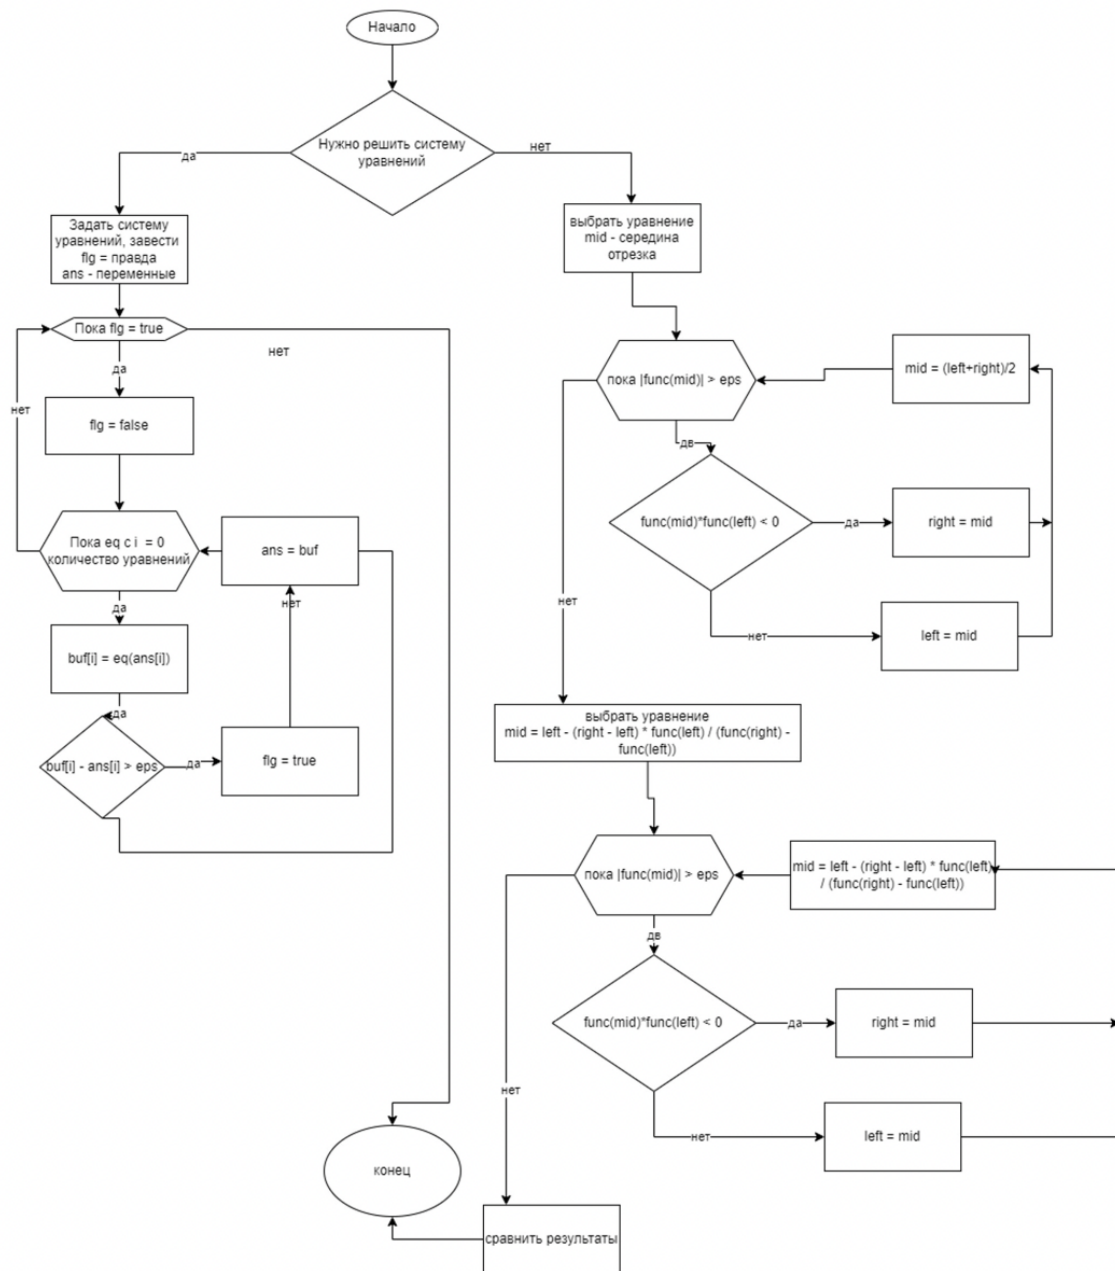 Начало
Нужно решить систему
уравнений
да
нет
Задать систему
уравнений, завести
flg = правда
ans - переменные
Пока flg = true
нет
да
нет
flg = false
Пока eq с i  = 0
количество уравнений
ans = buf
да
нет
buf[i] = eq(ans[i])
да
buf[i] - ans[i] > eps
да
flg = true
выбрать уравнение
mid - середина
отрезка
пока |func(mid)| > eps
mid = (left+right)/2
дв
func(mid)*func(left) < 0
да
right = mid
нет
нет
left = mid
выбрать уравнение
mid = left - (right - left) * func(left) / (func(right) -
func(left))
пока |func(mid)| > eps
mid = left - (right - left) * func(left)
/ (func(right) - func(left))
дв
func(mid)*func(left) < 0
да
right = mid
нет
нет
left = mid
конец
сравнить результаты